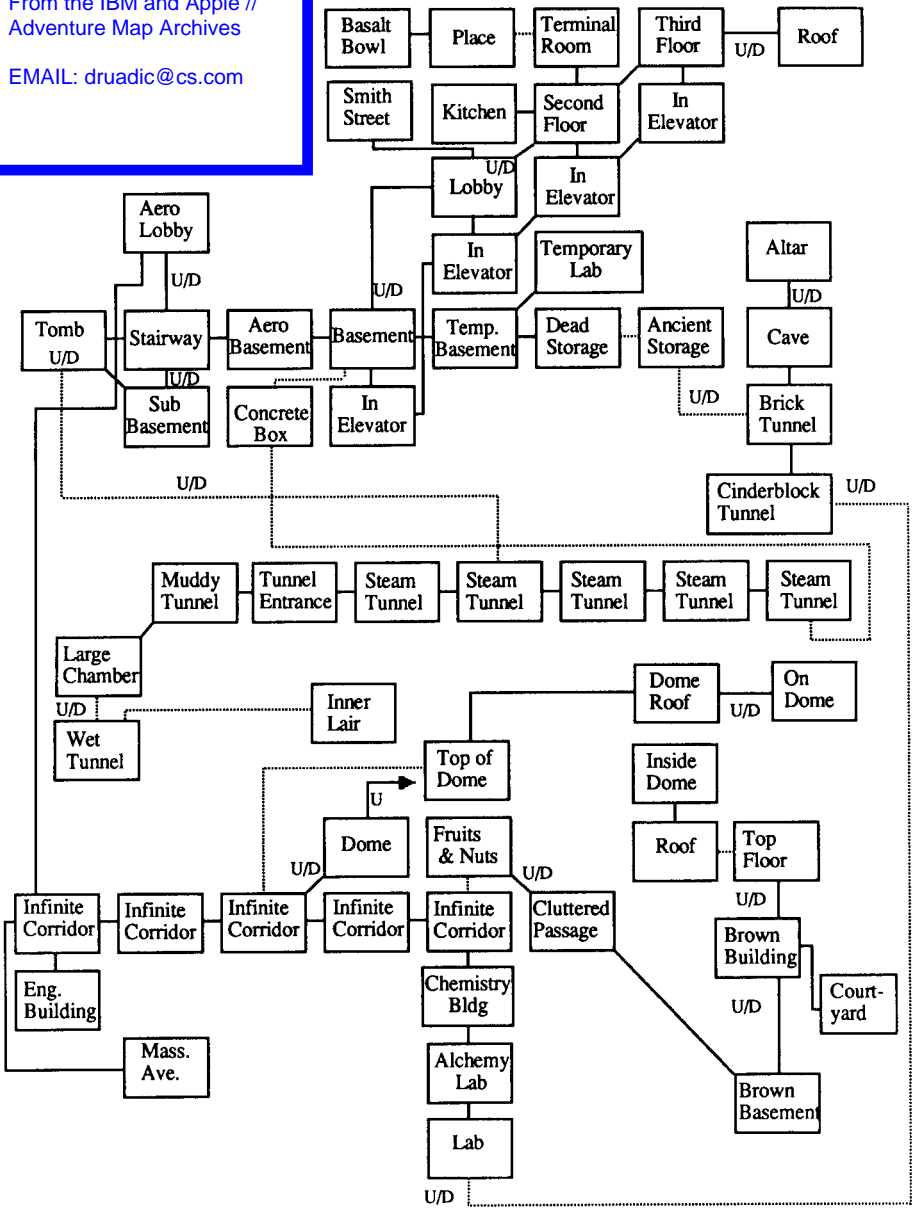 From the IBM and Apple //
Adventure Map Archives
EMAIL: druadic@cs.com
Basalt
Bowl
Place
Terminal
Room
Third
Floor
U/D
Roof
Smith
Street
Kitchen
Second
Floor
In
Elevator
U/D
Lobby
In
Elevator
Aero
Lobby
U/D
In
Elevator
Temporary
Lab
Altar
U/D
U/D
Tomb
U/D
Stairway
Aero
Basement
Basement
Temp.
Basement
Dead
Storage
Ancient
Storage
Cave
U/D
Sub
Basement
Concrete
Box
In
Elevator
U/D
Brick
Tunnel
U/D
Cinderblock
Tunnel
U/D
Muddy
Tunnel
Tunnel
Entrance
Steam
Tunnel
Steam
Tunnel
Steam
Tunnel
Steam
Tunnel
Steam
Tunnel
Large
Chamber
U/D
Wet
Tunnel
Inner
Lair
Dome
Roof
U/D
On
Dome
Top of
Dome
Inside
Dome
U
Dome
Fruits
& Nuts
Roof
Top
Floor
U/D
U/D
U/D
Infinite
Corridor
Infinite
Corridor
Infinite
Corridor
Infinite
Corridor
Infinite
Corridor
Cluttered
Passage
Brown
Building
Eng.
Building
Chemistry
Bldg
U/D
Court-
yard
Mass.
Ave.
Alchemy
Lab
Brown
Basement
Lab
U/D